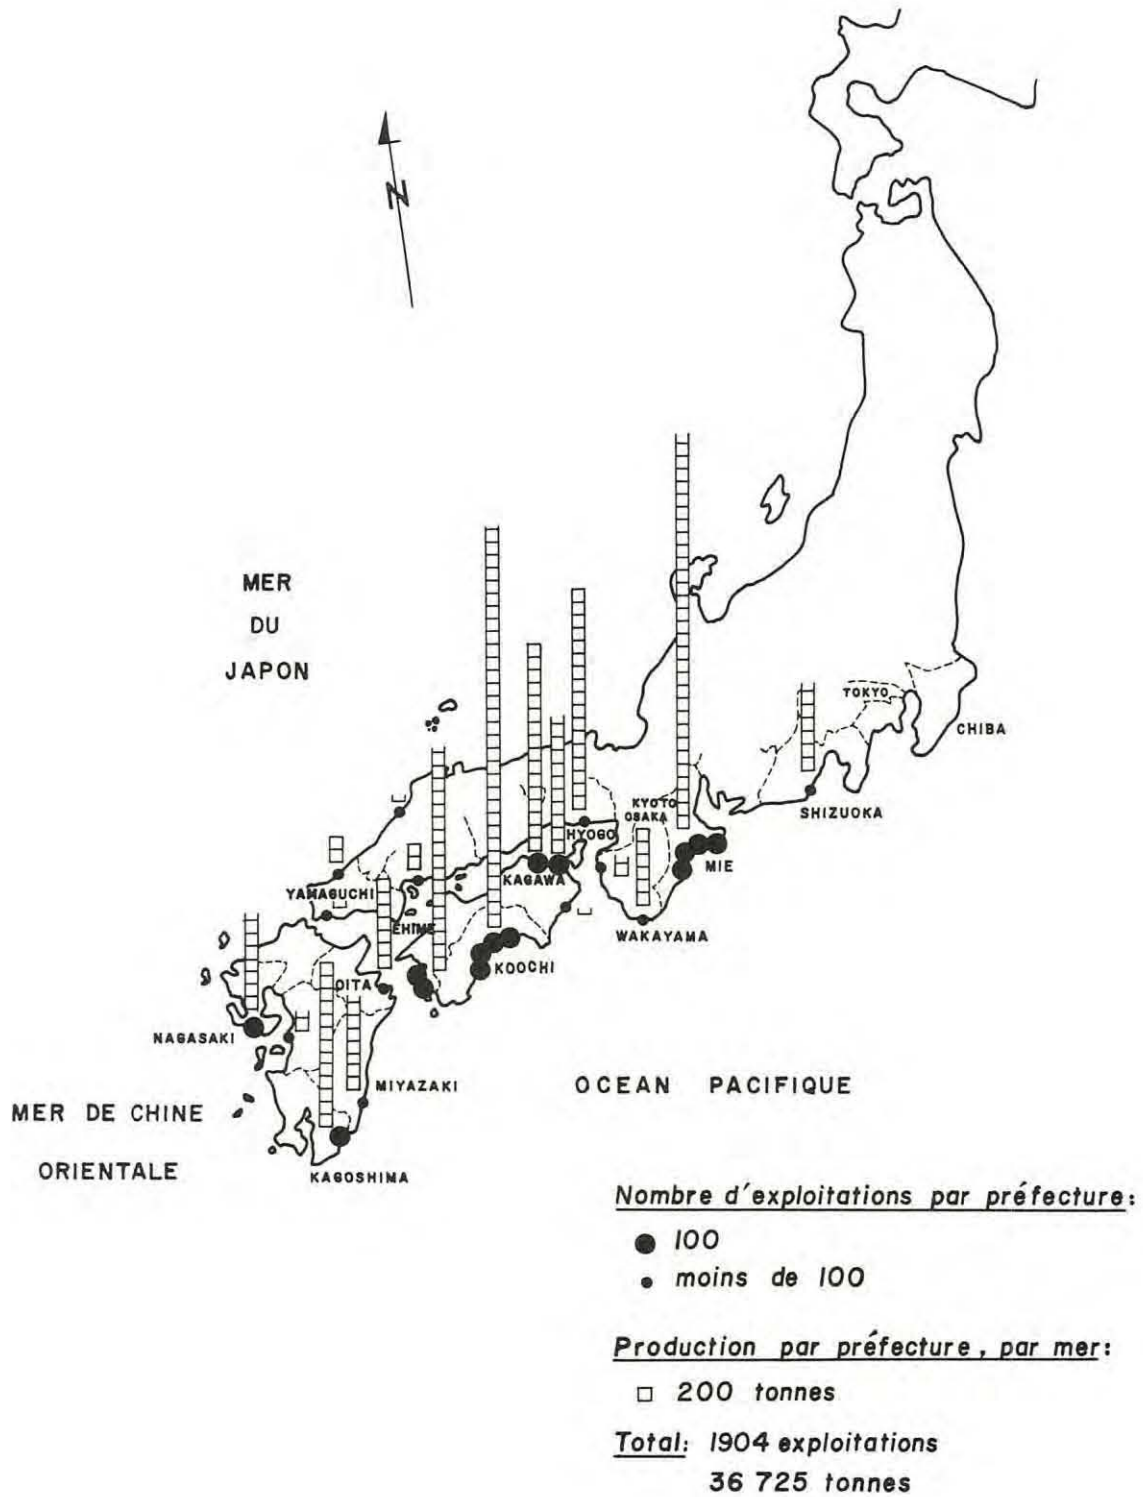 N
MER
DU
JAPON
TOKYO
CHIBA
SHIZUOKA
KYOTO
OSAKA
HYOGO
MIE
KAGAWA
YAMAGUCHI
WAKAYAMA
EHIME
KOOCHI
OITA
NAGASAKI
MIYAZAKI
OCEAN PACIFIQUE
MER DE CHINE
ORIENTALE
KAGOSHIMA
Nombre d'exploitations par préfecture:
100
moins de 100
Production par préfecture, par mer:
200 tonnes
Total: 1904 exploitations
36 725 tonnes